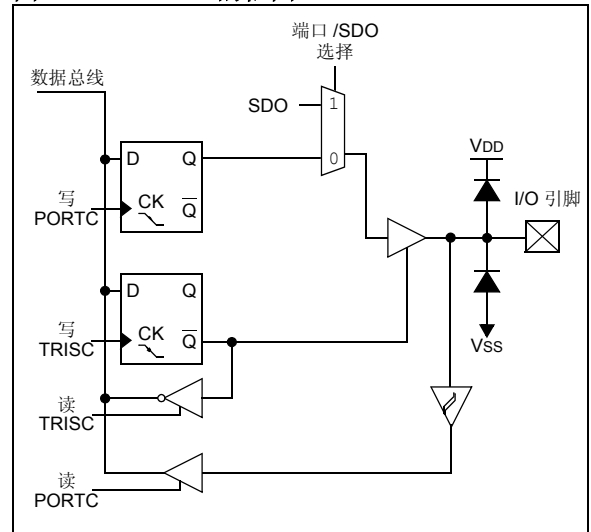 端口 /SDO
选择
数据总线
SDO
1
0
VDD
I/O 引脚
D Q
CK Q
写
PORTC
D Q
CK Q
写
TRISC
VSS
读
TRISC
读
PORTC